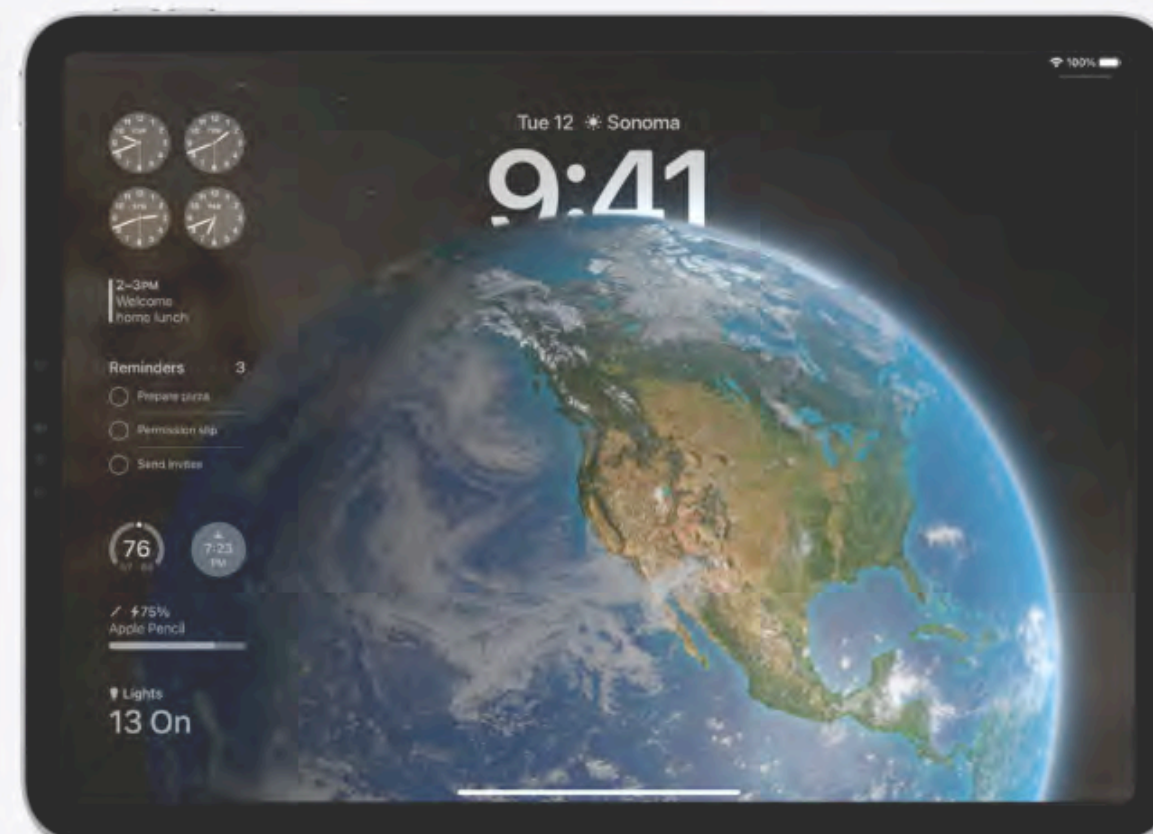 100%
Tue 12 Sonoma
9:41
2–3PM
Welcome
home lunch
Reminders 3
Prepare pizza
Permission slip
Send invites
76
7:23
PM
75%
Apple Pencil
Lights
13 On